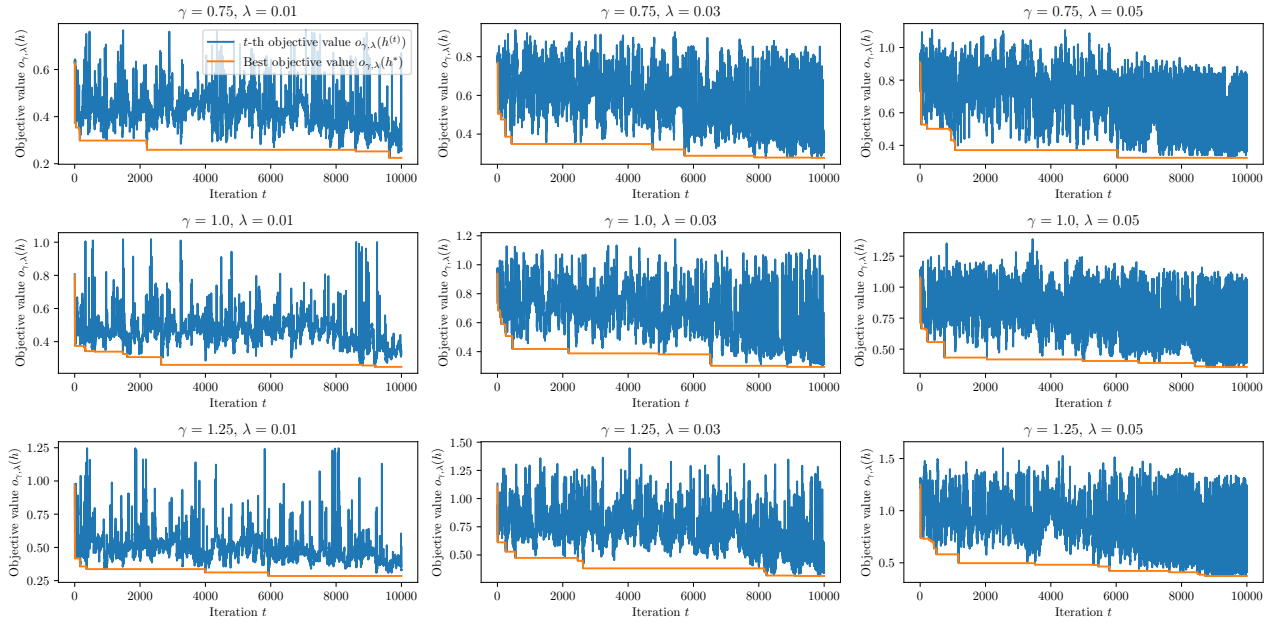 γ = 0.75, λ = 0.01
Objective value o_{γ,λ}(h)
0.6
0.4
0.2
t-th objective value o_{γ,λ}(h^{(t)})
Best objective value o_{γ,λ}(h^*)
0 2000 4000 6000 8000 10000
Iteration t
γ = 0.75, λ = 0.03
Objective value o_{γ,λ}(h)
0.8
0.6
0.4
0 2000 4000 6000 8000 10000
Iteration t
γ = 0.75, λ = 0.05
Objective value o_{γ,λ}(h)
1.0
0.8
0.6
0.4
0 2000 4000 6000 8000 10000
Iteration t
γ = 1.0, λ = 0.01
Objective value o_{γ,λ}(h)
1.0
0.8
0.6
0.4
0 2000 4000 6000 8000 10000
Iteration t
γ = 1.0, λ = 0.03
Objective value o_{γ,λ}(h)
1.2
1.0
0.8
0.6
0.4
0 2000 4000 6000 8000 10000
Iteration t
γ = 1.0, λ = 0.05
Objective value o_{γ,λ}(h)
1.25
1.00
0.75
0.50
0 2000 4000 6000 8000 10000
Iteration t
γ = 1.25, λ = 0.01
Objective value o_{γ,λ}(h)
1.25
1.00
0.75
0.50
0.25
0 2000 4000 6000 8000 10000
Iteration t
γ = 1.25, λ = 0.03
Objective value o_{γ,λ}(h)
1.50
1.25
1.00
0.75
0.50
0 2000 4000 6000 8000 10000
Iteration t
γ = 1.25, λ = 0.05
Objective value o_{γ,λ}(h)
1.5
1.0
0.5
0 2000 4000 6000 8000 10000
Iteration t